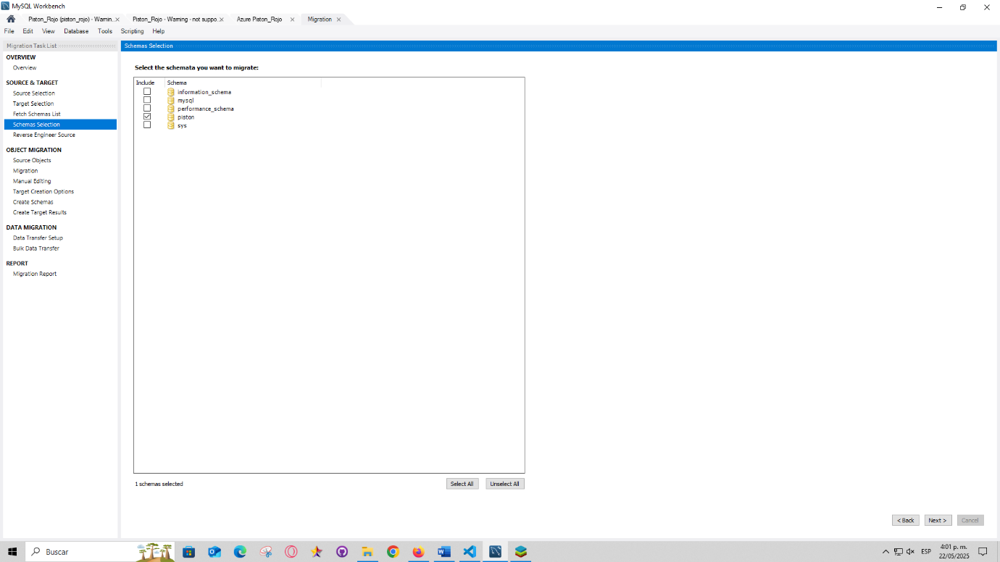 MySQL Workbench
Piston_Rojo (piston_rojo) - Warnin...
Piston_Rojo - Warning - not suppo...
Azure Piston_Rojo
Migration
File Edit View Database Tools Scripting Help
Migration Task List
OVERVIEW
Overview
SOURCE & TARGET
Source Selection
Target Selection
Fetch Schemas List
Schemas Selection
Reverse Engineer Source
OBJECT MIGRATION
Source Objects
Migration
Manual Editing
Target Creation Options
Create Schemas
Create Target Results
DATA MIGRATION
Data Transfer Setup
Bulk Data Transfer
REPORT
Migration Report
Schemas Selection
Select the schemata you want to migrate:
Include Schema
information_schema
mysql
performance_schema
piston
sys
1 schemas selected
Select All
Unselect All
< Back
Next >
Cancel
Buscar
ESP
4:01 p. m.
22/05/2025